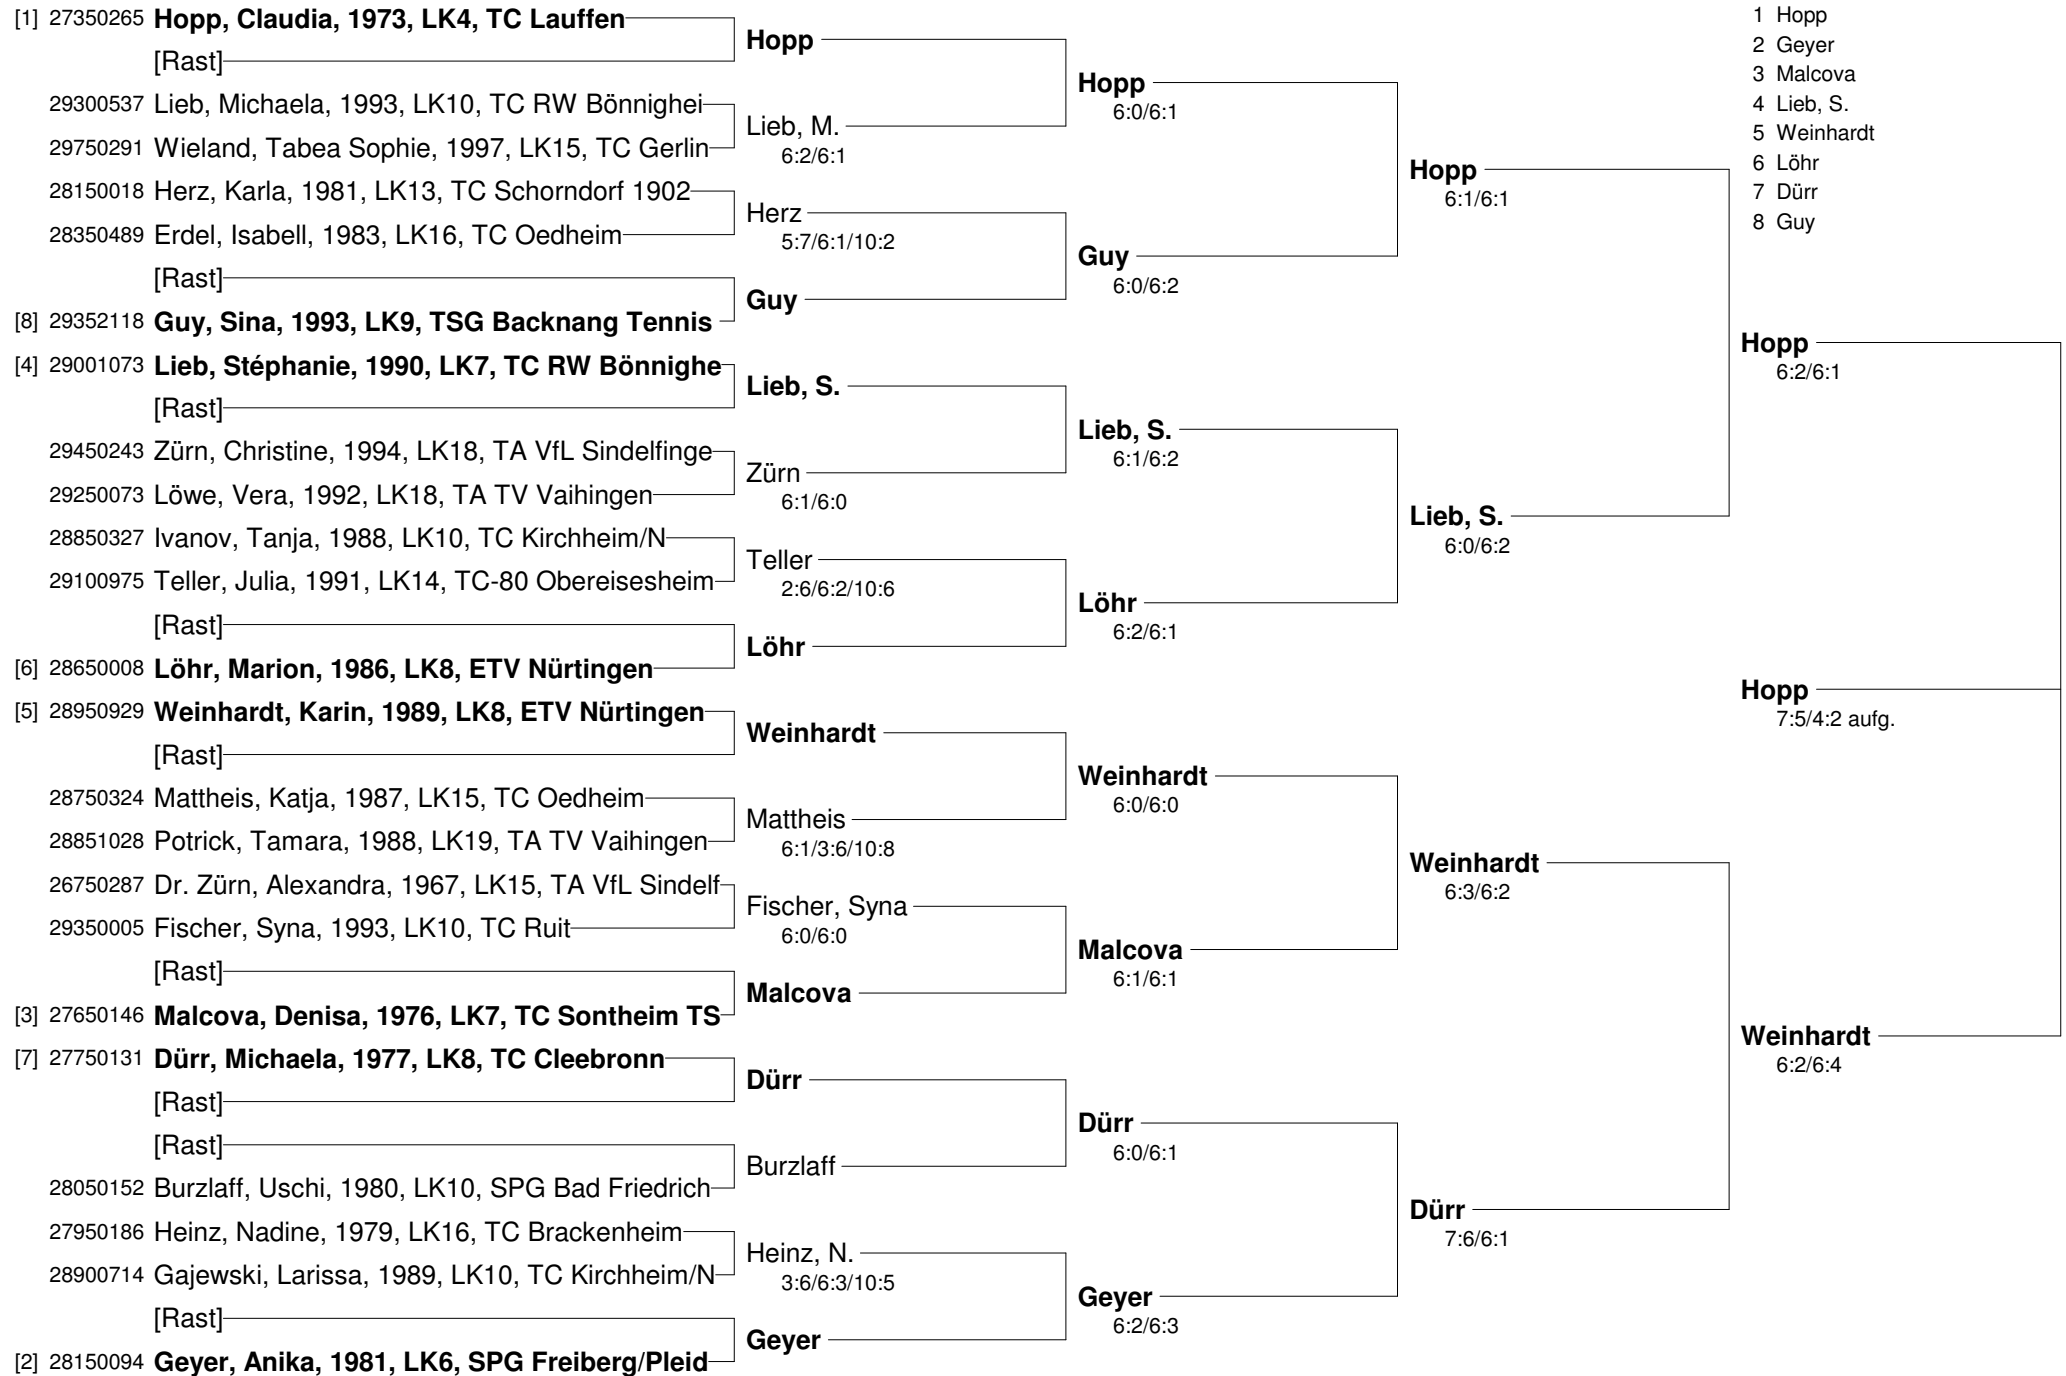 [1] 27350265 Hopp, Claudia, 1973, LK4, TC Lauffen
[Rast]
29300537 Lieb, Michaela, 1993, LK10, TC RW Bönnighei
29750291 Wieland, Tabea Sophie, 1997, LK15, TC Gerlin
28150018 Herz, Karla, 1981, LK13, TC Schorndorf 1902
28350489 Erdel, Isabell, 1983, LK16, TC Oedheim
[Rast]
[8] 29352118 Guy, Sina, 1993, LK9, TSG Backnang Tennis
[4] 29001073 Lieb, Stéphanie, 1990, LK7, TC RW Bönnighe
[Rast]
29450243 Zürn, Christine, 1994, LK18, TA VfL Sindelfinge
29250073 Löwe, Vera, 1992, LK18, TA TV Vaihingen
28850327 Ivanov, Tanja, 1988, LK10, TC Kirchheim/N
29100975 Teller, Julia, 1991, LK14, TC-80 Obereisesheim
[Rast]
[6] 28650008 Löhr, Marion, 1986, LK8, ETV Nürtingen
[5] 28950929 Weinhardt, Karin, 1989, LK8, ETV Nürtingen
[Rast]
28750324 Mattheis, Katja, 1987, LK15, TC Oedheim
28851028 Potrick, Tamara, 1988, LK19, TA TV Vaihingen
26750287 Dr. Zürn, Alexandra, 1967, LK15, TA VfL Sindelf
29350005 Fischer, Syna, 1993, LK10, TC Ruit
[Rast]
[3] 27650146 Malcova, Denisa, 1976, LK7, TC Sontheim TS
[7] 27750131 Dürr, Michaela, 1977, LK8, TC Cleebronn
[Rast]
[Rast]
28050152 Burzlaff, Uschi, 1980, LK10, SPG Bad Friedrich
27950186 Heinz, Nadine, 1979, LK16, TC Brackenheim
28900714 Gajewski, Larissa, 1989, LK10, TC Kirchheim/N
[Rast]
[2] 28150094 Geyer, Anika, 1981, LK6, SPG Freiberg/Pleid
Hopp
Lieb, M.
6:2/6:1
Herz
5:7/6:1/10:2
Guy
Lieb, S.
Zürn
6:1/6:0
Teller
2:6/6:2/10:6
Löhr
Weinhardt
Mattheis
6:1/3:6/10:8
Fischer, Syna
6:0/6:0
Malcova
Dürr
Burzlaff
Heinz, N.
3:6/6:3/10:5
Geyer
Hopp
6:0/6:1
Guy
6:0/6:2
Lieb, S.
6:1/6:2
Löhr
6:2/6:1
Weinhardt
6:0/6:0
Malcova
6:1/6:1
Dürr
6:0/6:1
Geyer
6:2/6:3
Hopp
6:1/6:1
Lieb, S.
6:0/6:2
Weinhardt
6:3/6:2
Dürr
7:6/6:1
1 Hopp
2 Geyer
3 Malcova
4 Lieb, S.
5 Weinhardt
6 Löhr
7 Dürr
8 Guy
Hopp
6:2/6:1
Hopp
7:5/4:2 aufg.
Weinhardt
6:2/6:4